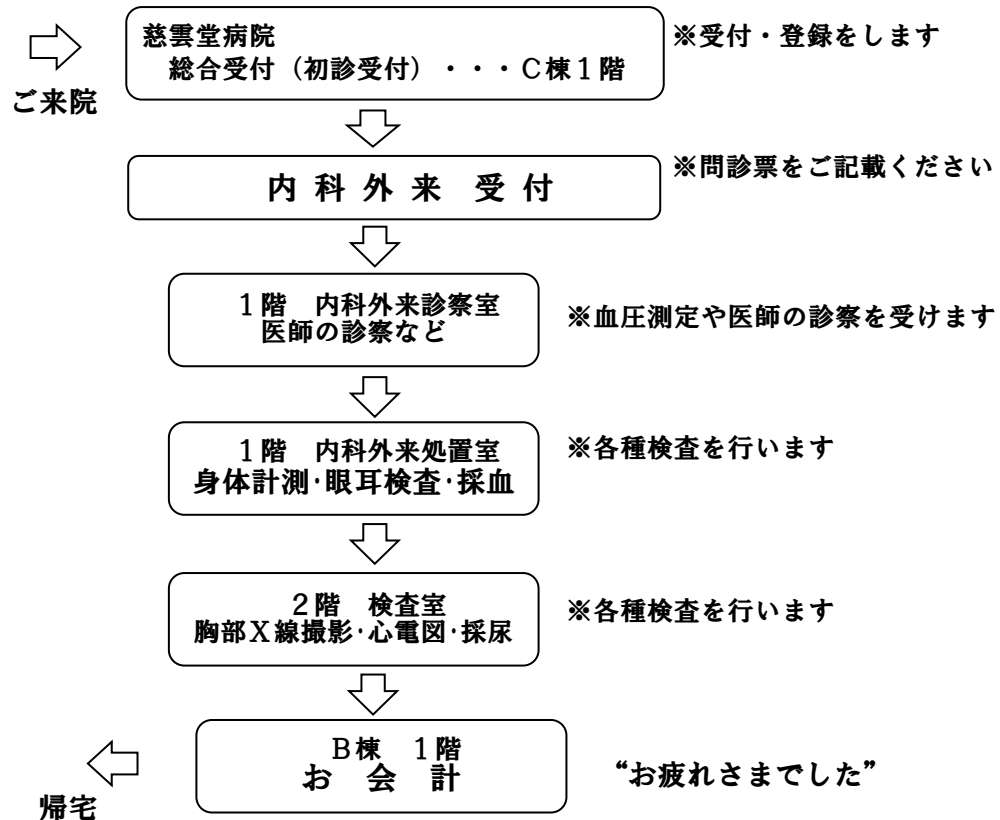 慈雲堂病院
総合受付（初診受付）・・・Ｃ棟１階
※受付・登録をします
ご来院
内 科 外 来　受 付
※問診票をご記載ください
１階　内科外来診察室
医師の診察など
※血圧測定や医師の診察を受けます
１階　内科外来処置室
身体計測･眼耳検査･採血
※各種検査を行います
２階　検査室
胸部Ｘ線撮影･心電図･採尿
※各種検査を行います
Ｂ棟　１階
お　会　計
“お疲れさまでした”
帰宅